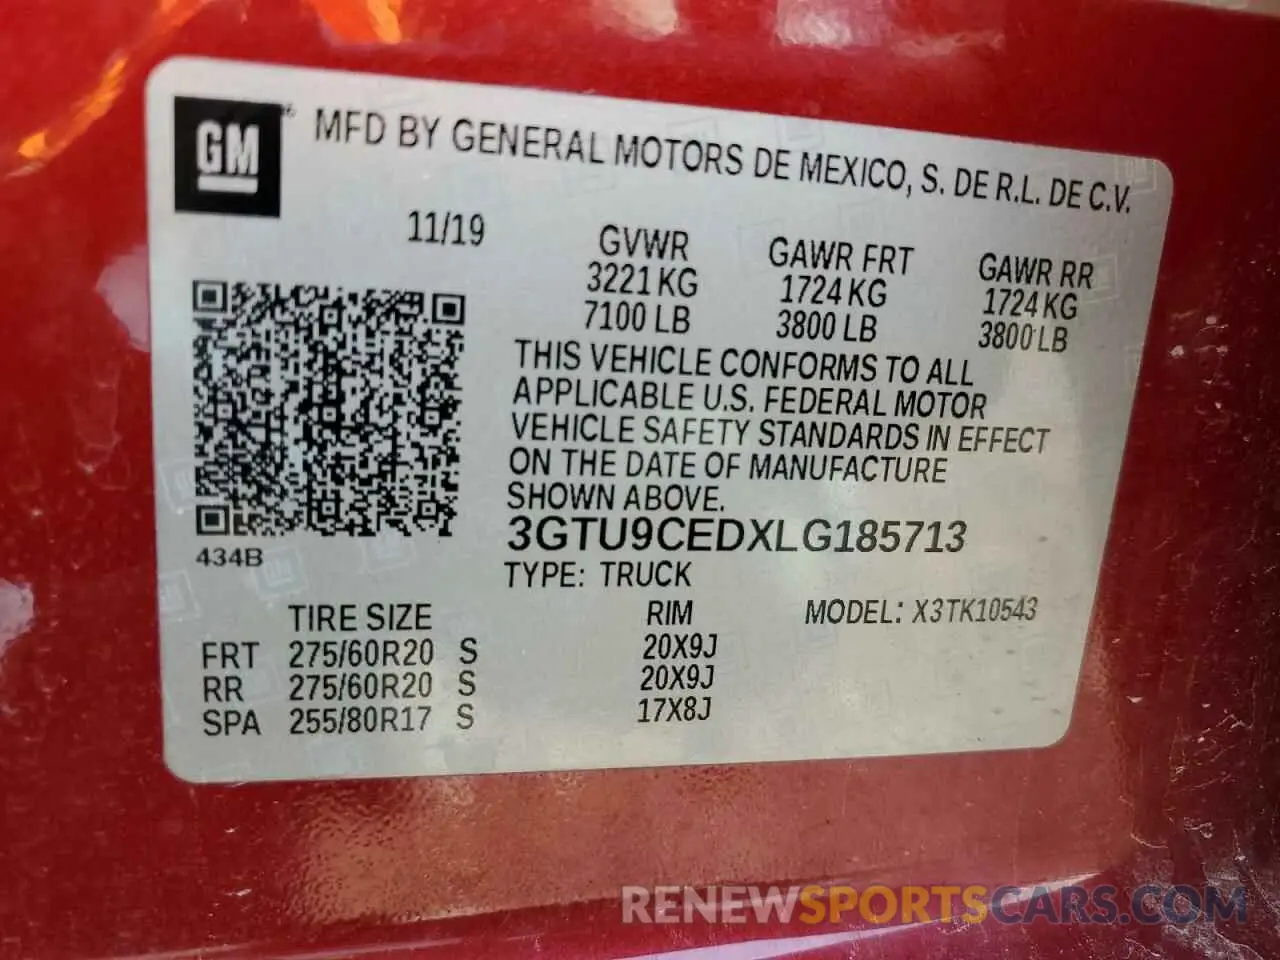 GM MFD BY GENERAL MOTORS DE MEXICO, S. DE R.L. DE C.V.
11/19
GVWR GAWR FRT GAWR RR
3221 KG 1724 KG 1724 KG
7100 LB 3800 LB 3800 LB
THIS VEHICLE CONFORMS TO ALL
APPLICABLE U.S. FEDERAL MOTOR
VEHICLE SAFETY STANDARDS IN EFFECT
ON THE DATE OF MANUFACTURE
SHOWN ABOVE.
3GTU9CEDXLG185713
434B
TYPE: TRUCK
TIRE SIZE RIM MODEL: X3TK10543
FRT 275/60R20 S 20X9J
RR 275/60R20 S 20X9J
SPA 255/80R17 S 17X8J
RENEWSPORTSCARS.COM